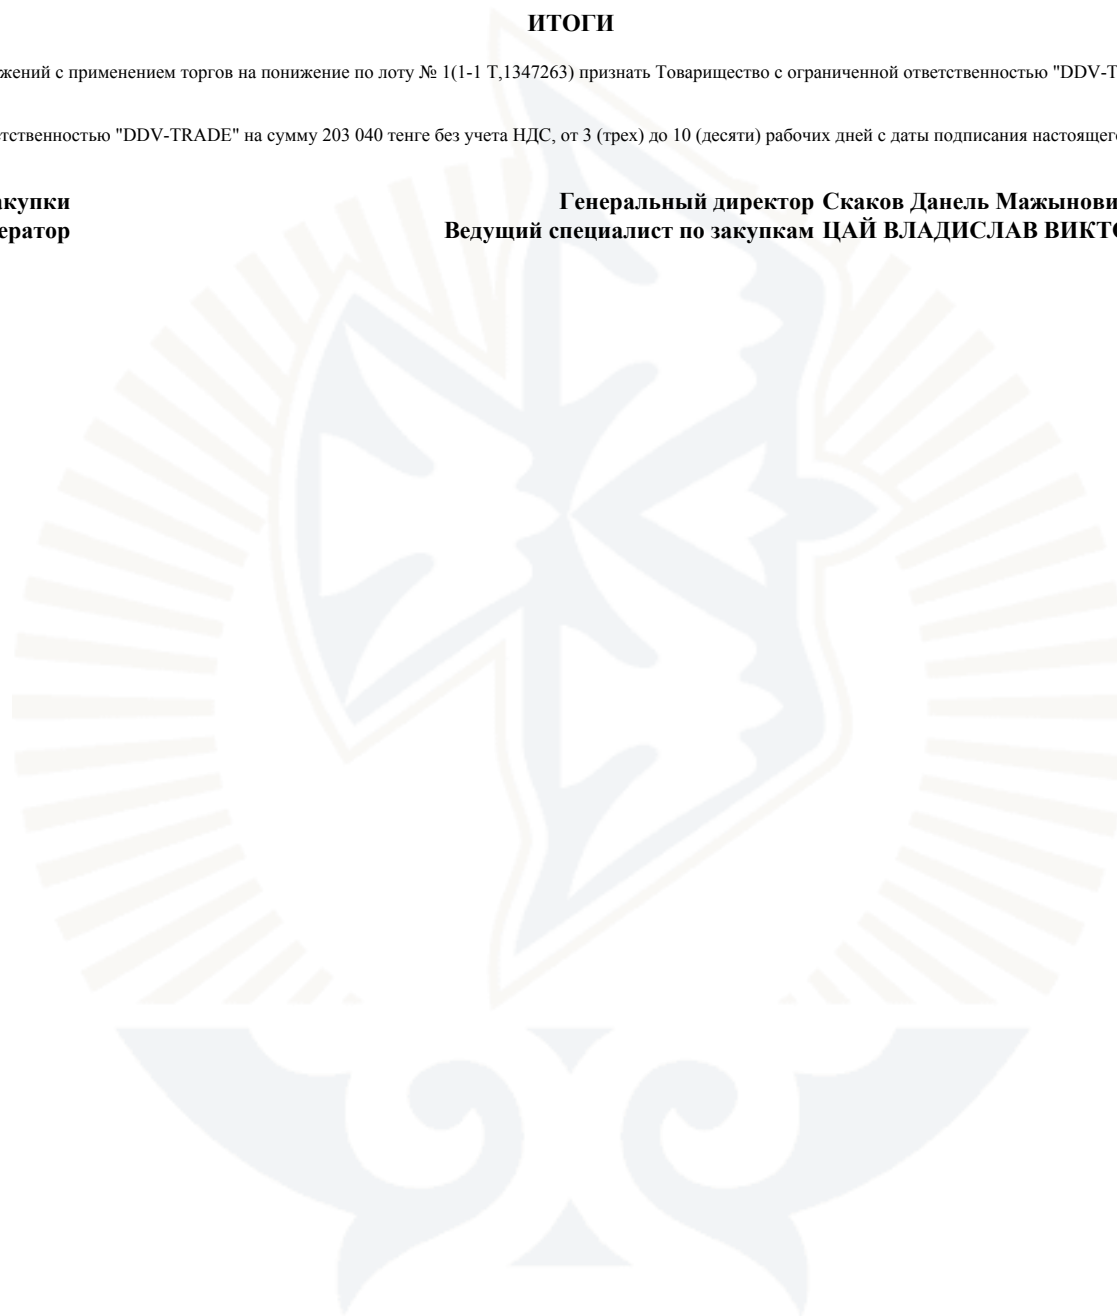 ИТОГИ
жений с применением торгов на понижение по лоту № 1(1-1 Т,1347263) признать Товарищество с ограниченной ответственностью "DDV-T
тственностью "DDV-TRADE" на сумму 203 040 тенге без учета НДС, от 3 (трех) до 10 (десяти) рабочих дней с даты подписания настоящег
купки Генеральный директор Скаков Данель Мажынови
ератор Ведущий специалист по закупкам ЦАЙ ВЛАДИСЛАВ ВИКТО